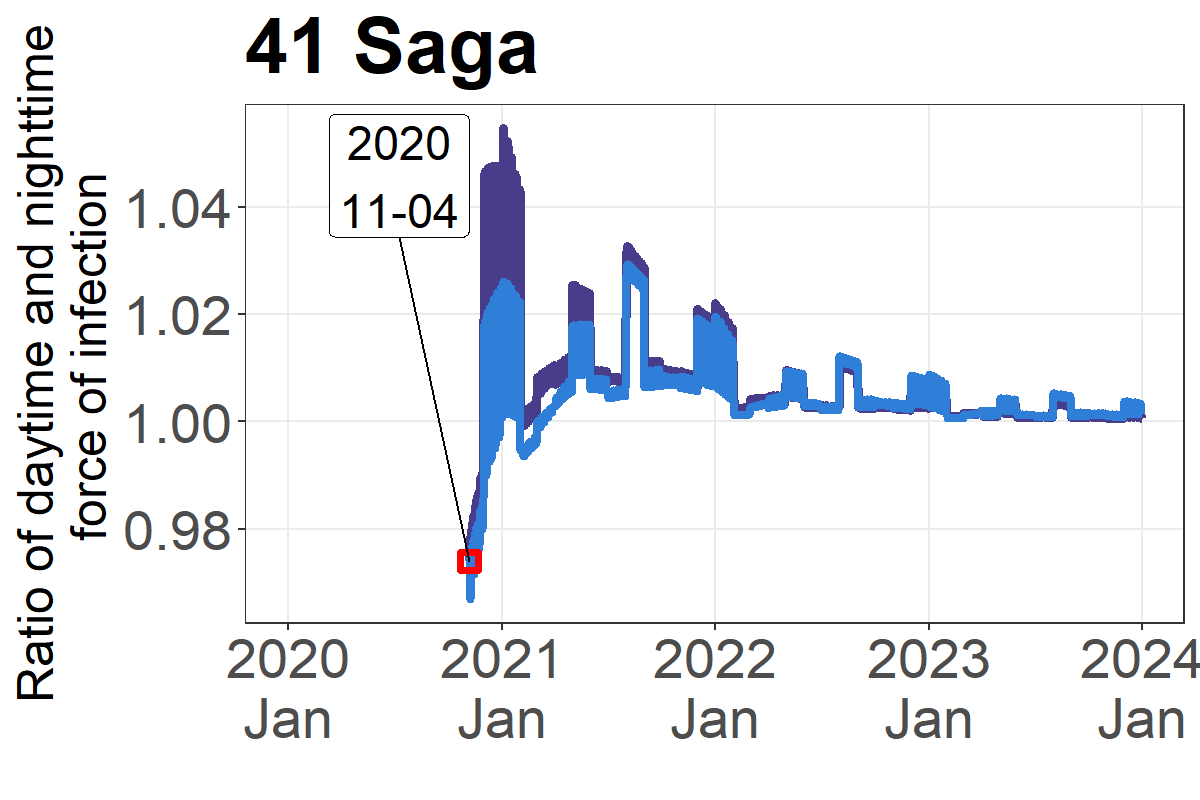 41 Saga
Ratio of daytime and nighttime
force of infection
2020
11-04
1.04
1.02
1.00
0.98
2020 2021 2022 2023 2024
Jan Jan Jan Jan Jan